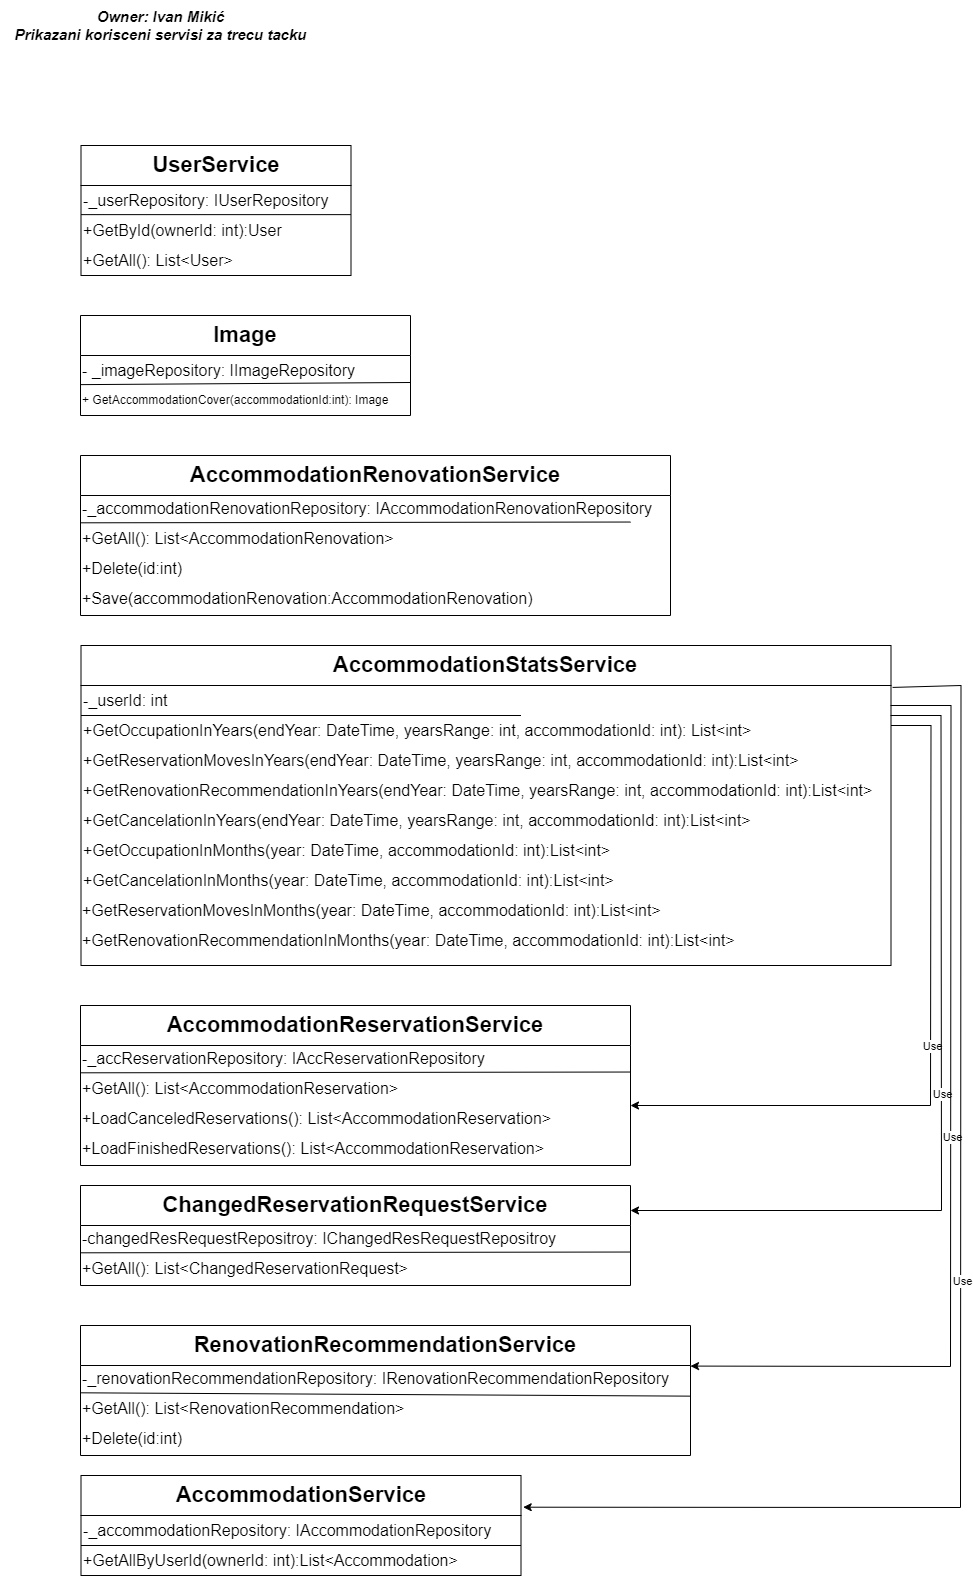 Owner: Ivan Mikić
Prikazani korisceni servisi za trecu tacku
UserService
-_userRepository: IUserRepository
+GetById(ownerId: int):User
+GetAll(): List<User>
Image
- _imageRepository: IImageRepository
+ GetAccommodationCover(accommodationId:int): Image
AccommodationRenovationService
-_accommodationRenovationRepository: IAccommodationRenovationRepository
+GetAll(): List<AccommodationRenovation>
+Delete(id:int)
+Save(accommodationRenovation:AccommodationRenovation)
AccommodationStatsService
-_userId: int
+GetOccupationInYears(endYear: DateTime, yearsRange: int, accommodationId: int): List<int>
+GetReservationMovesInYears(endYear: DateTime, yearsRange: int, accommodationId: int):List<int>
+GetRenovationRecommendationInYears(endYear: DateTime, yearsRange: int, accommodationId: int):List<int>
+GetCancelationInYears(endYear: DateTime, yearsRange: int, accommodationId: int):List<int>
+GetOccupationInMonths(year: DateTime, accommodationId: int):List<int>
+GetCancelationInMonths(year: DateTime, accommodationId: int):List<int>
+GetReservationMovesInMonths(year: DateTime, accommodationId: int):List<int>
+GetRenovationRecommendationInMonths(year: DateTime, accommodationId: int):List<int>
AccommodationReservationService
-_accReservationRepository: IAccReservationRepository
+GetAll(): List<AccommodationReservation>
+LoadCanceledReservations(): List<AccommodationReservation>
+LoadFinishedReservations(): List<AccommodationReservation>
Use
Use
Use
ChangedReservationRequestService
-changedResRequestRepositroy: IChangedResRequestRepositroy
+GetAll(): List<ChangedReservationRequest>
Use
RenovationRecommendationService
-_renovationRecommendationRepository: IRenovationRecommendationRepository
+GetAll(): List<RenovationRecommendation>
+Delete(id:int)
AccommodationService
-_accommodationRepository: IAccommodationRepository
+GetAllByUserId(ownerId: int):List<Accommodation>